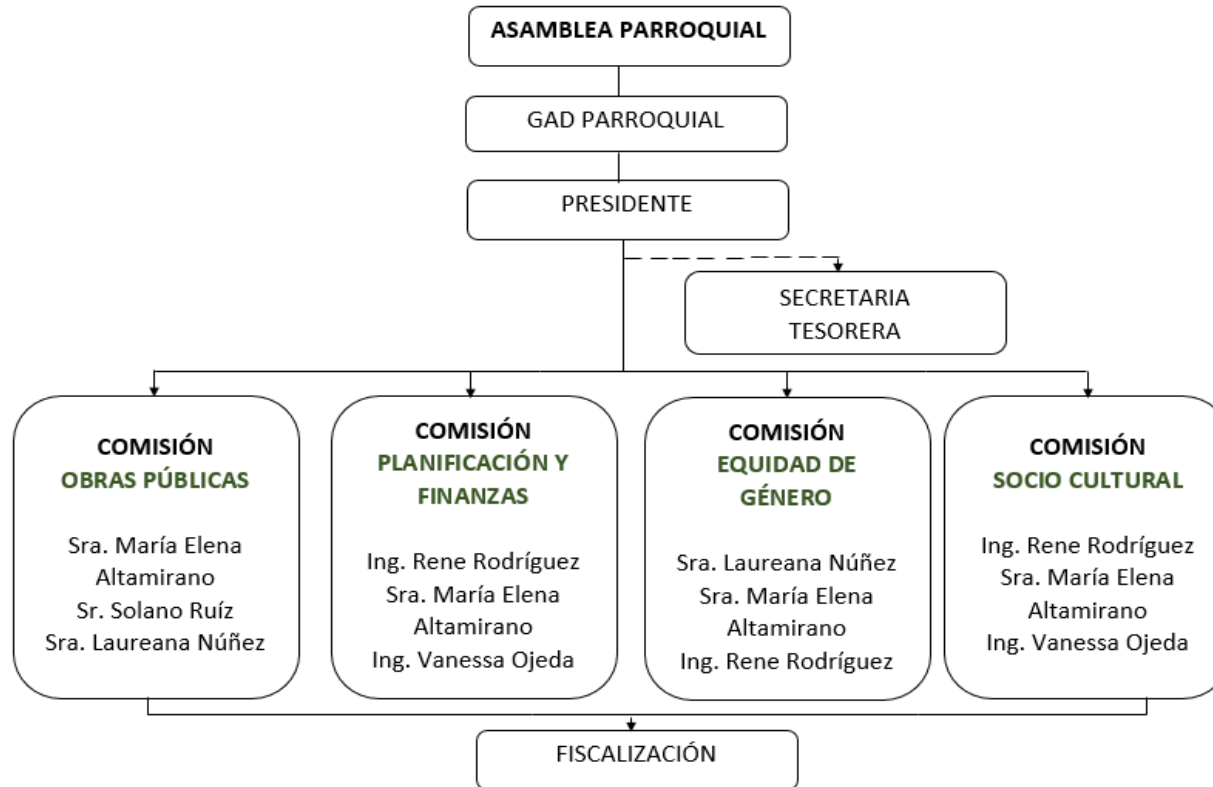 ASAMBLEA PARROQUIAL
GAD PARROQUIAL
PRESIDENTE
SECRETARIA
TESORERA
COMISIÓN
OBRAS PÚBLICAS
Sra. María Elena
Altamirano
Sr. Solano Ruíz
Sra. Laureana Núñez
COMISIÓN
PLANIFICACIÓN Y
FINANZAS
Ing. Rene Rodríguez
Sra. María Elena
Altamirano
Ing. Vanessa Ojeda
COMISIÓN
EQUIDAD DE
GÉNERO
Sra. Laureana Núñez
Sra. María Elena
Altamirano
Ing. Rene Rodríguez
COMISIÓN
SOCIO CULTURAL
Ing. Rene Rodríguez
Sra. María Elena
Altamirano
Ing. Vanessa Ojeda
FISCALIZACIÓN